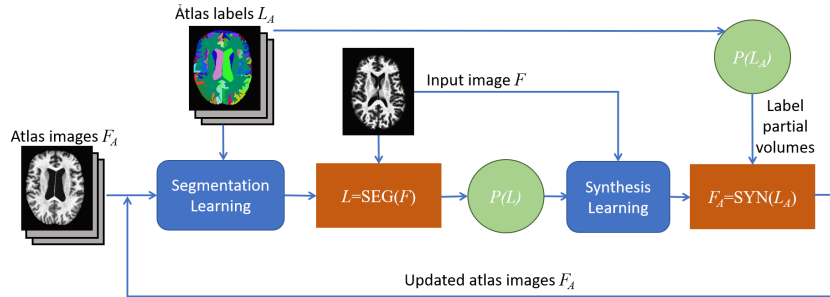 Atlas labels L_A
P(L_A)
Input image F
Label
partial
volumes
Atlas images F_A
Segmentation
Learning
L=SEG(F)
P(L)
Synthesis
Learning
F_A=SYN(L_A)
Updated atlas images F_A